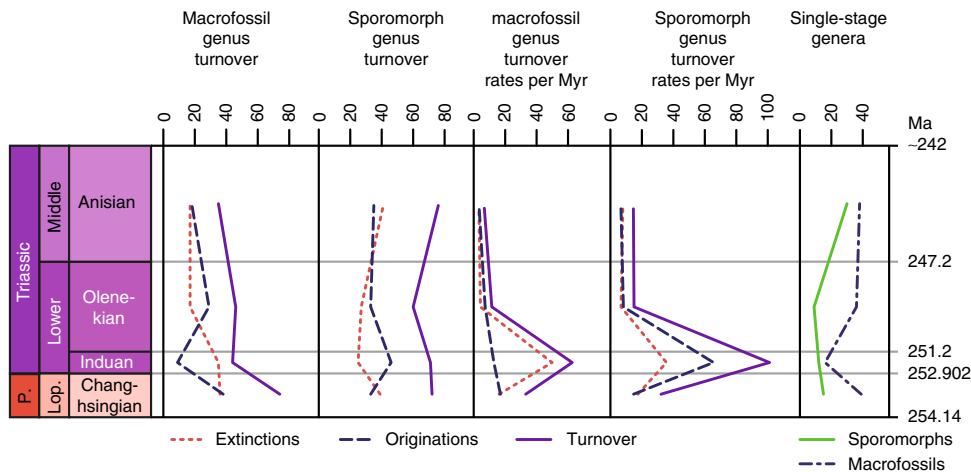 Macrofossil
genus
turnover
Sporomorph
genus
turnover
macrofossil
genus
turnover
rates per Myr
Sporomorph
genus
turnover
rates per Myr
Single-stage
genera
0 20 40 60 80
0 20 40 60 80
0 20 40 60
0 20 40 60 80 100
0 20 40
Ma
~242
Triassic
Middle
Anisian
247.2
Lower
Olene-
kian
251.2
Induan
252.902
P.
Lop.
Chang-
hsingian
254.14
Extinctions
Originations
Turnover
Sporomorphs
Macrofossils